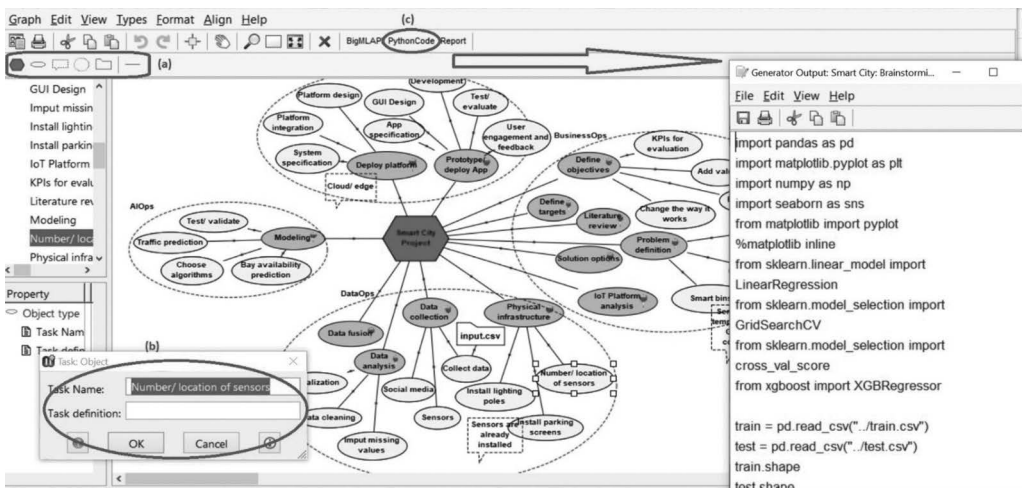 Graph Edit View Types Format Align Help
(c)
BigMLAPI PythonCode Report
(a)
GUI Design
Imput missin
Install lightin
Install parkin
IoT Platform
KPIs for evalu
Literature rev
Modeling
Number/ loca
Physical infra
Property
Object type
Task Nam
Task defin
(b)
Task: Object
Task Name: Number/ location of sensors
Task definition:
OK
Cancel
Platform design
Development)
GUI Design
Test/
evaluate
Platform
integration
App
specification
User
engagement and
feedback
System
specification
Deploy platform
Prototype/
deploy App
Cloud/ edge
BusinessOps
KPIs for
evaluation
Define
objectives
Add val
Define
targets
Literature
review
Change the way it
works
Problem
definition
Solution options
IoT Platform
analysis
Smart bins
AIOps
Test/ validate
Traffic prediction
Modeling
Choose
algorithms
Bay availability
prediction
Smart City
Project
DataOps
Data
collection
Physical
infrastructure
Data fusion
input.csv
Data
analysis
Collect data
Number/ location
of sensors
alization
Social media
Install lighting
poles
ata cleaning
Sensors
Sensors are
already
installed
Install parking
screens
Imput missing
values
Generator Output: Smart City: Brainstormi...
File Edit View Help
import pandas as pd
import matplotlib.pyplot as plt
import numpy as np
import seaborn as sns
from matplotlib import pyplot
%matplotlib inline
from sklearn.linear_model import
LinearRegression
from sklearn.model_selection import
GridSearchCV
from sklearn.model_selection import
cross_val_score
from xgboost import XGBRegressor
train = pd.read_csv("../train.csv")
test = pd.read_csv("../test.csv")
train.shape
test.shape